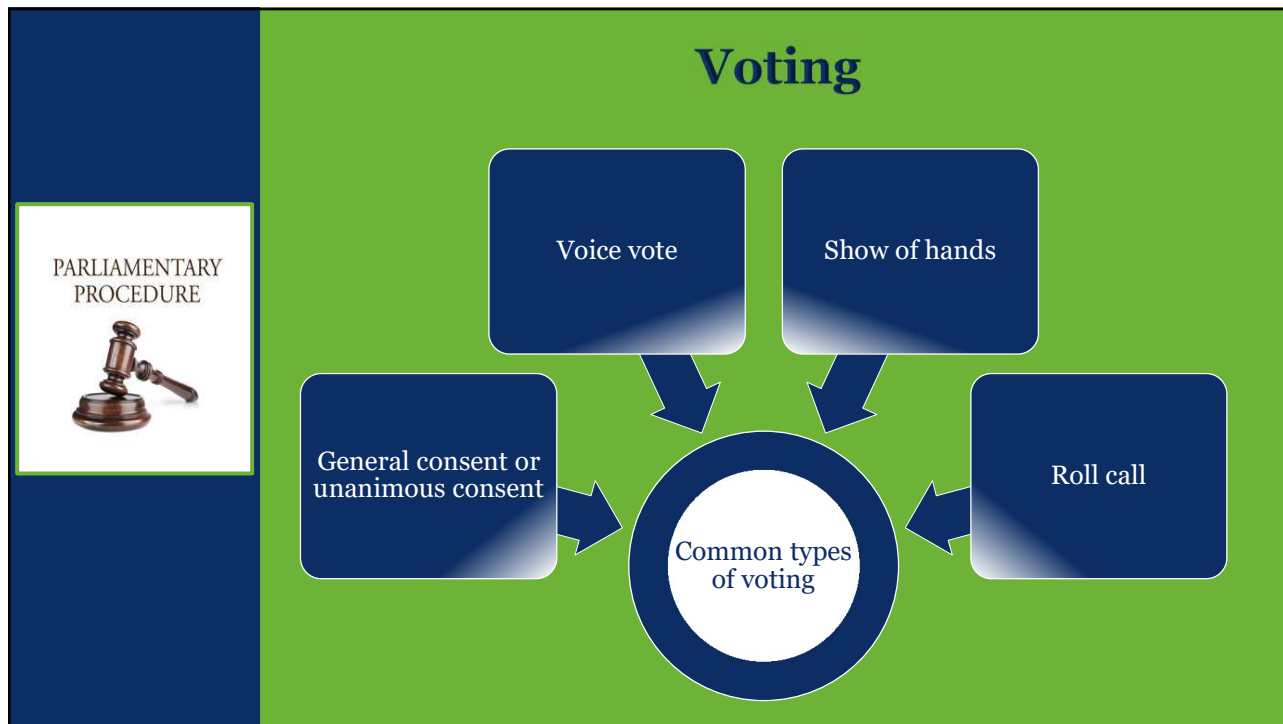 Voting
PARLIAMENTARY
PROCEDURE
Voice vote
Show of hands
General consent or
unanimous consent
Roll call
Common types
of voting